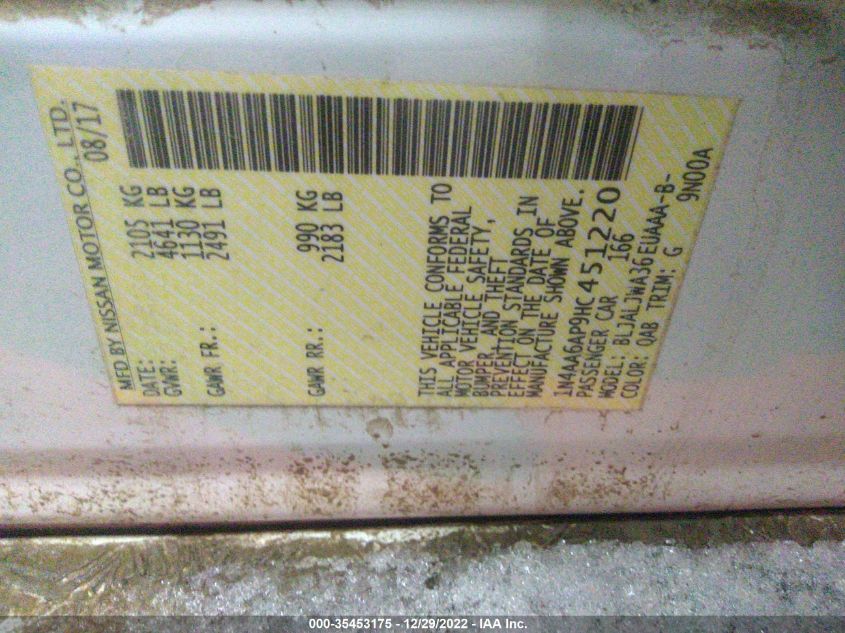 MFD BY NISSAN MOTOR CO., LTD.
DATE: 08/17
GVWR: 2105 KG
4641 LB
GAWR FR.: 1130 KG
2491 LB
GAWR RR.: 990 KG
2183 LB
THIS VEHICLE CONFORMS TO
ALL APPLICABLE FEDERAL
MOTOR VEHICLE SAFETY,
BUMPER, AND THEFT
PREVENTION STANDARDS IN
EFFECT ON THE DATE OF
MANUFACTURE SHOWN ABOVE.
1N4AA6AP9HC451220
PASSENGER CAR 166
MODEL: BLJALJWA36EUAAA-B-
COLOR: QAB TRIM: G 9N00A
000-35453175 - 12/29/2022 - IAA Inc.